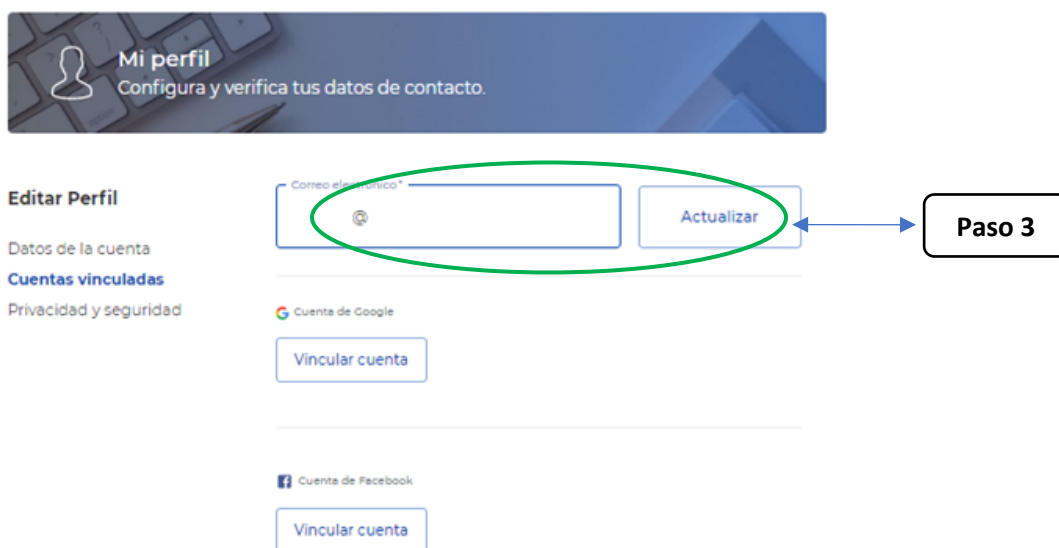 Mi perfil
Configura y verifica tus datos de contacto.
Editar Perfil
Datos de la cuenta
Cuentas vinculadas
Privacidad y seguridad
Correo electrónico*
@
Actualizar
Paso 3
Cuenta de Google
Vincular cuenta
Cuenta de Facebook
Vincular cuenta